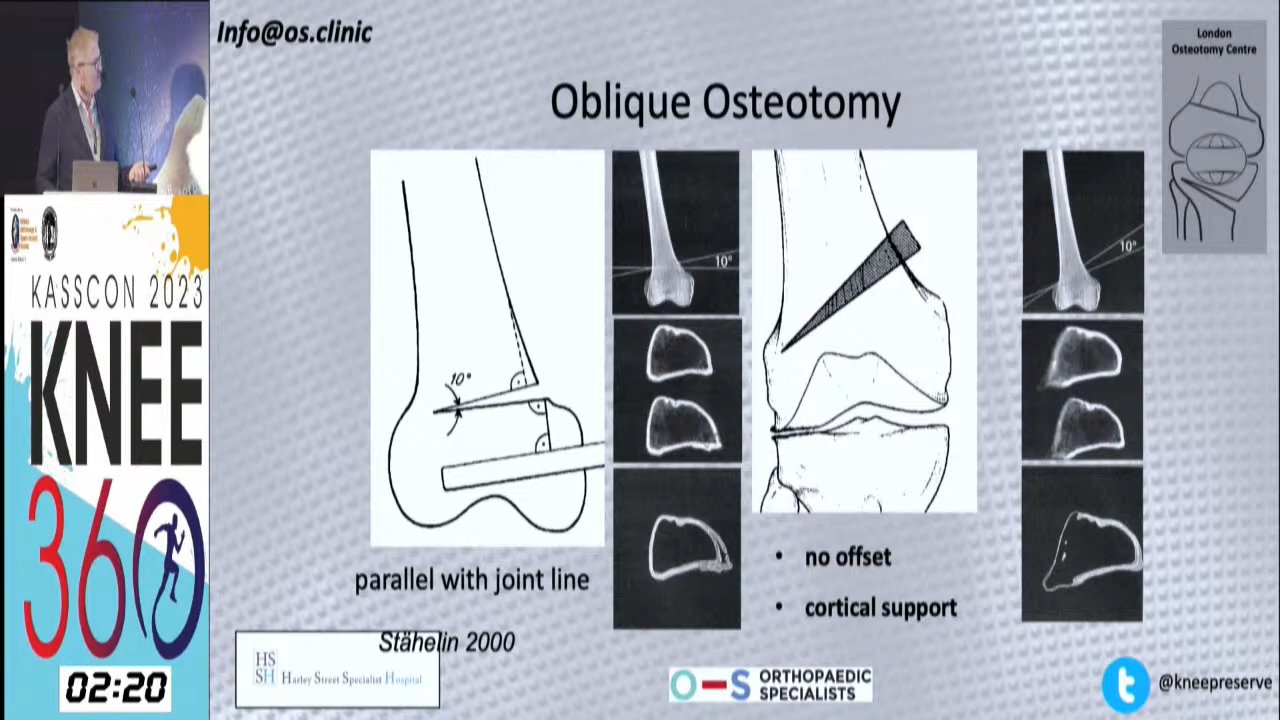 Info@os.clinic
London
Osteotomy Centre
Oblique Osteotomy
10°
10°
10°
parallel with joint line
Stähelin 2000
• no offset
• cortical support
KASSCON 2023
KNEE
360
02:20
HS
SH Harley Street Specialist Hospital
O-S ORTHOPAEDIC
SPECIALISTS
@kneepreserve